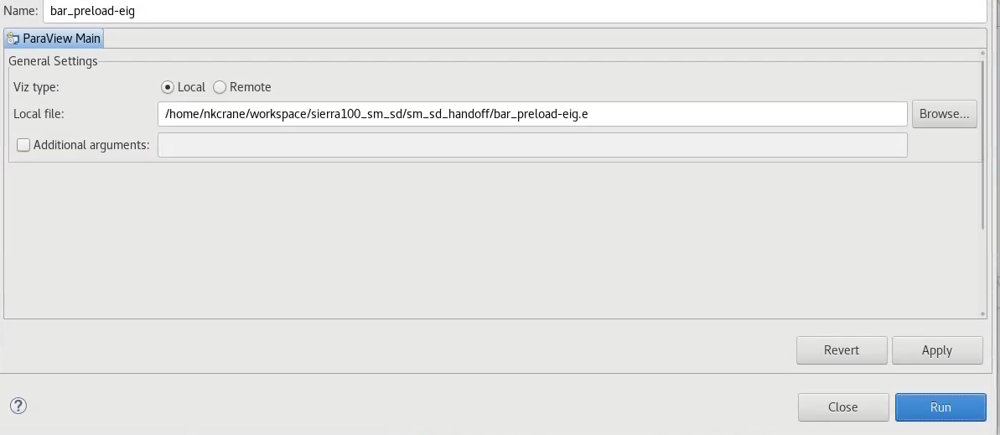 Name: bar_preload-eig
ParaView Main
General Settings
Viz type: Local Remote
Local file: /home/nkcrane/workspace/sierra100_sm_sd/sm_sd_handoff/bar_preload-eig.e Browse...
Additional arguments:
Revert Apply
? Close Run